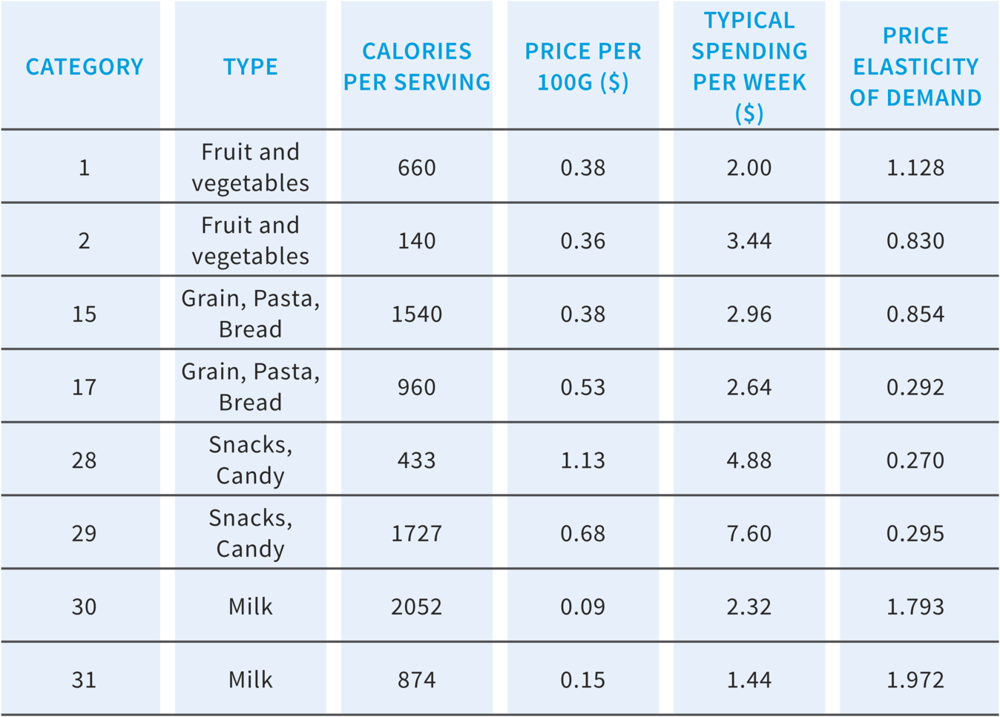 CATEGORY
TYPE
CALORIES
PER SERVING
PRICE PER
100G ($)
TYPICAL
SPENDING
PER WEEK
($)
PRICE
ELASTICITY
OF DEMAND
1
Fruit and
vegetables
660
0.38
2.00
1.128
2
Fruit and
vegetables
140
0.36
3.44
0.830
15
Grain, Pasta,
Bread
1540
0.38
2.96
0.854
17
Grain, Pasta,
Bread
960
0.53
2.64
0.292
28
Snacks,
Candy
433
1.13
4.88
0.270
29
Snacks,
Candy
1727
0.68
7.60
0.295
30
Milk
2052
0.09
2.32
1.793
31
Milk
874
0.15
1.44
1.972